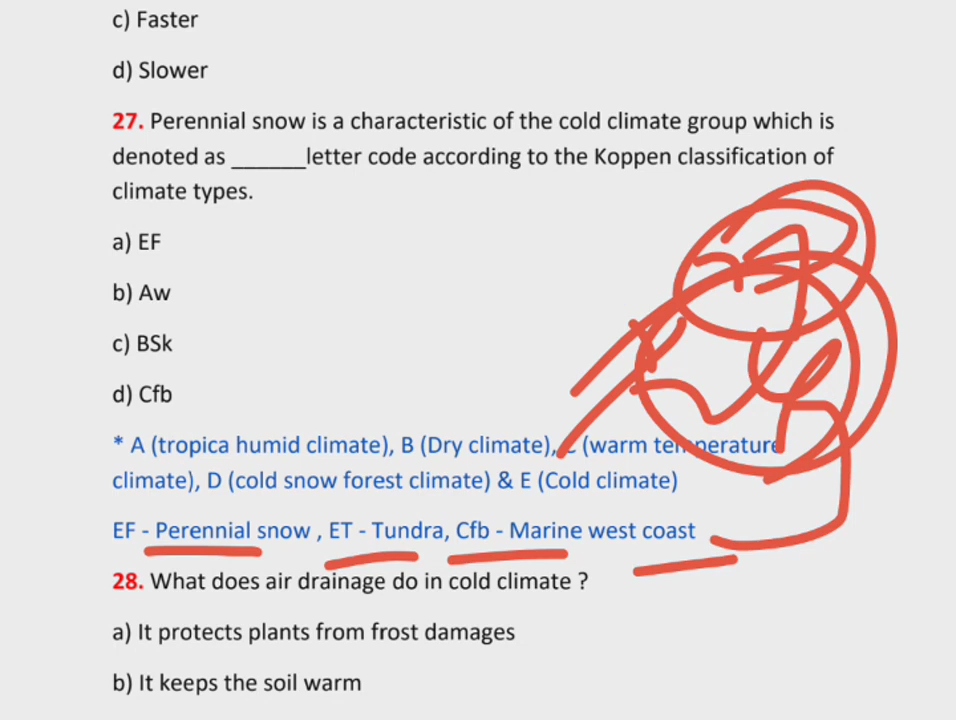 c) Faster
d) Slower
27. Perennial snow is a characteristic of the cold climate group which is
denoted as ______letter code according to the Koppen classification of
climate types.
a) EF
b) Aw
c) BSk
d) Cfb
* A (tropica humid climate), B (Dry climate), C (warm temperature
climate), D (cold snow forest climate) & E (Cold climate)
EF - Perennial snow , ET - Tundra, Cfb - Marine west coast
28. What does air drainage do in cold climate ?
a) It protects plants from frost damages
b) It keeps the soil warm